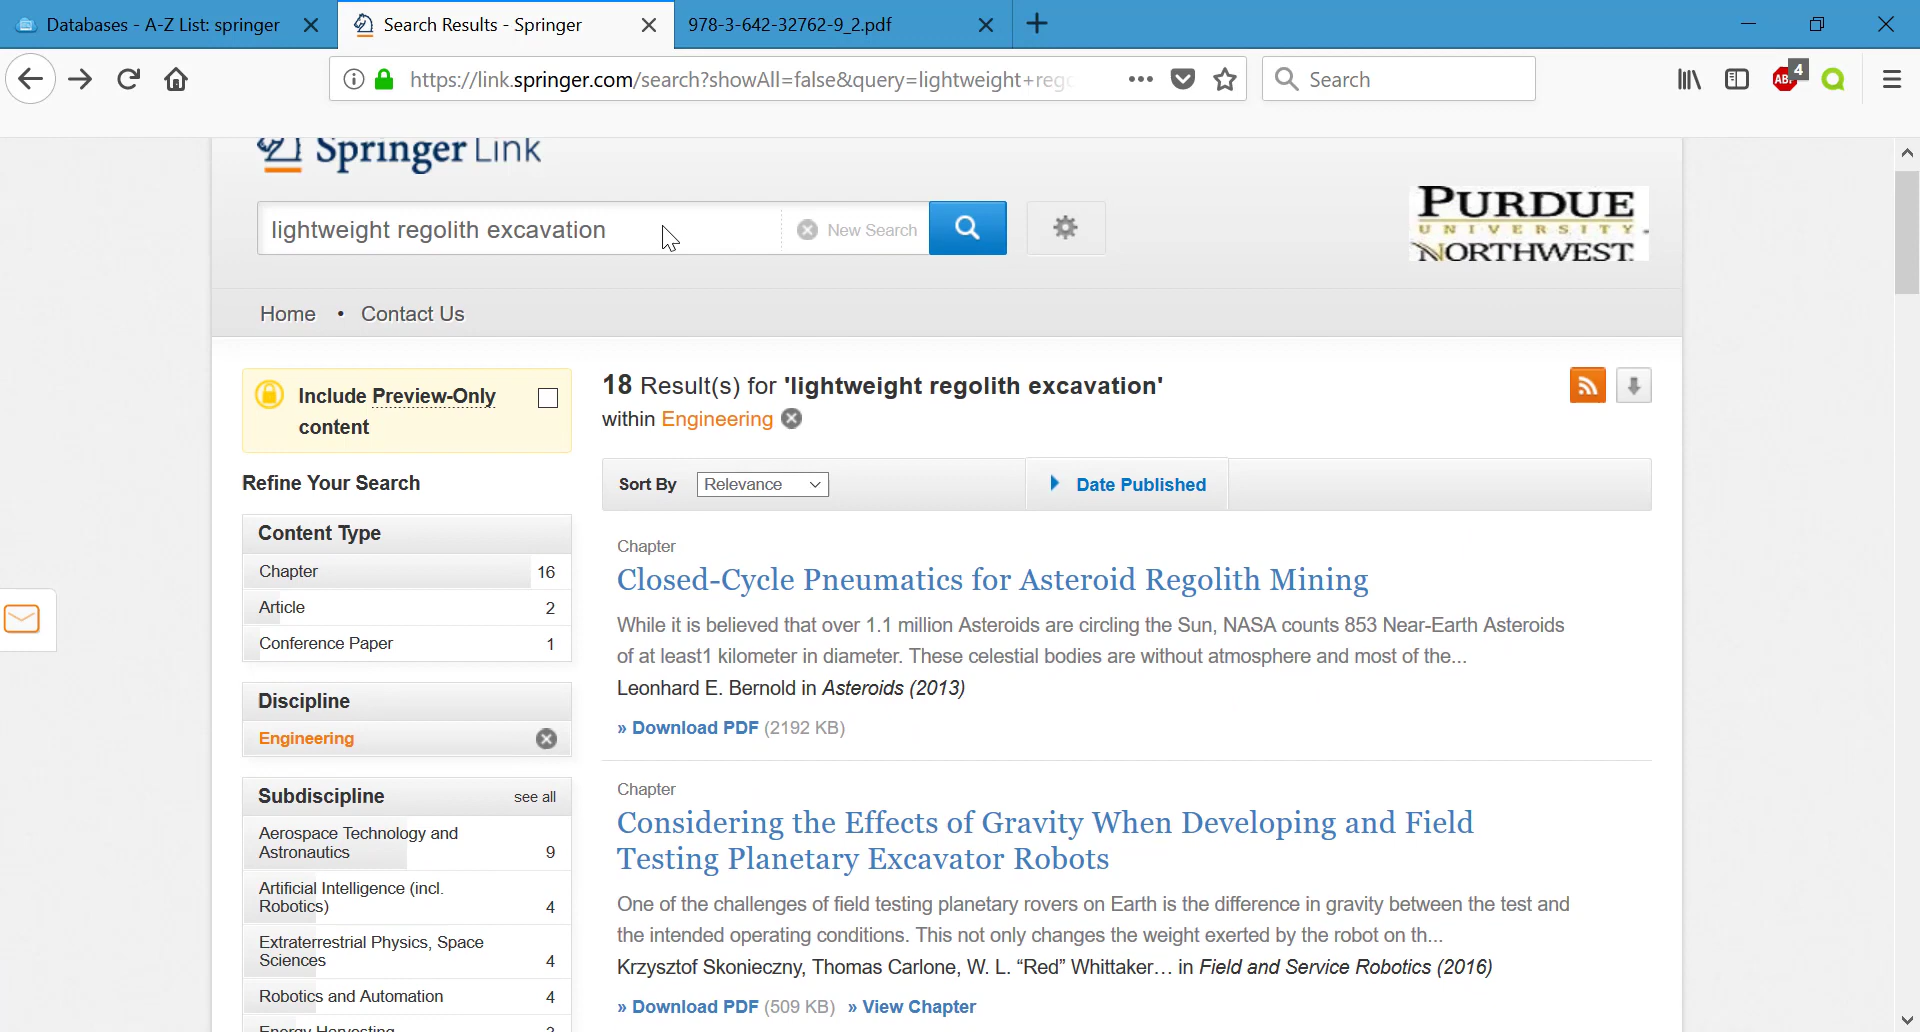 Databases - A-Z List: springer
Search Results - Springer
978-3-642-32762-9_2.pdf
https://link.springer.com/search?showAll=false&query=lightweight+rego
Search
ABP
4
Springer Link
lightweight regolith excavation
New Search
PURDUE
UNIVERSITY
NORTHWEST
Home • Contact Us
Include Preview-Only
content
18 Result(s) for 'lightweight regolith excavation'
within Engineering
Refine Your Search
Sort By Relevance
Date Published
Content Type
Chapter 16
Article 2
Conference Paper 1
Discipline
Engineering
Subdiscipline see all
Aerospace Technology and
Astronautics 9
Artificial Intelligence (incl.
Robotics) 4
Extraterrestrial Physics, Space
Sciences 4
Robotics and Automation 4
Energy Harvesting
Chapter
Closed-Cycle Pneumatics for Asteroid Regolith Mining
While it is believed that over 1.1 million Asteroids are circling the Sun, NASA counts 853 Near-Earth Asteroids
of at least1 kilometer in diameter. These celestial bodies are without atmosphere and most of the...
Leonhard E. Bernold in Asteroids (2013)
» Download PDF (2192 KB)
Chapter
Considering the Effects of Gravity When Developing and Field
Testing Planetary Excavator Robots
One of the challenges of field testing planetary rovers on Earth is the difference in gravity between the test and
the intended operating conditions. This not only changes the weight exerted by the robot on th...
Krzysztof Skonieczny, Thomas Carlone, W. L. “Red” Whittaker… in Field and Service Robotics (2016)
» Download PDF (509 KB) » View Chapter